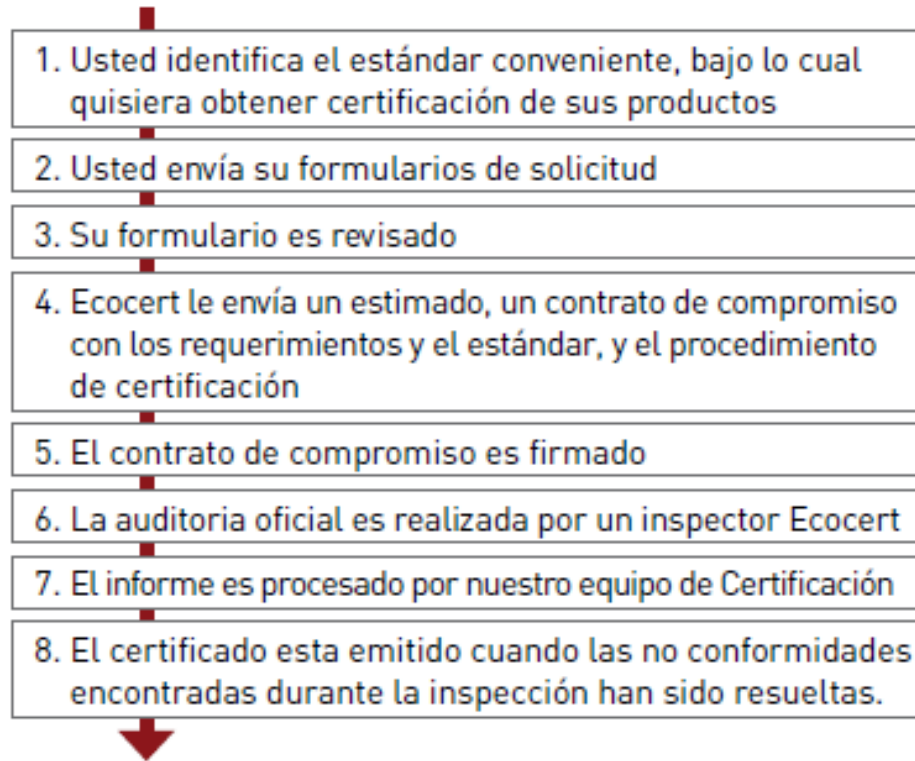 1. Usted identifica el estándar conveniente, bajo lo cual
quisiera obtener certificación de sus productos
2. Usted envía su formularios de solicitud
3. Su formulario es revisado
4. Ecocert le envía un estimado, un contrato de compromiso
con los requerimientos y el estándar, y el procedimiento
de certificación
5. El contrato de compromiso es firmado
6. La auditoria oficial es realizada por un inspector Ecocert
7. El informe es procesado por nuestro equipo de Certificación
8. El certificado esta emitido cuando las no conformidades
encontradas durante la inspección han sido resueltas.